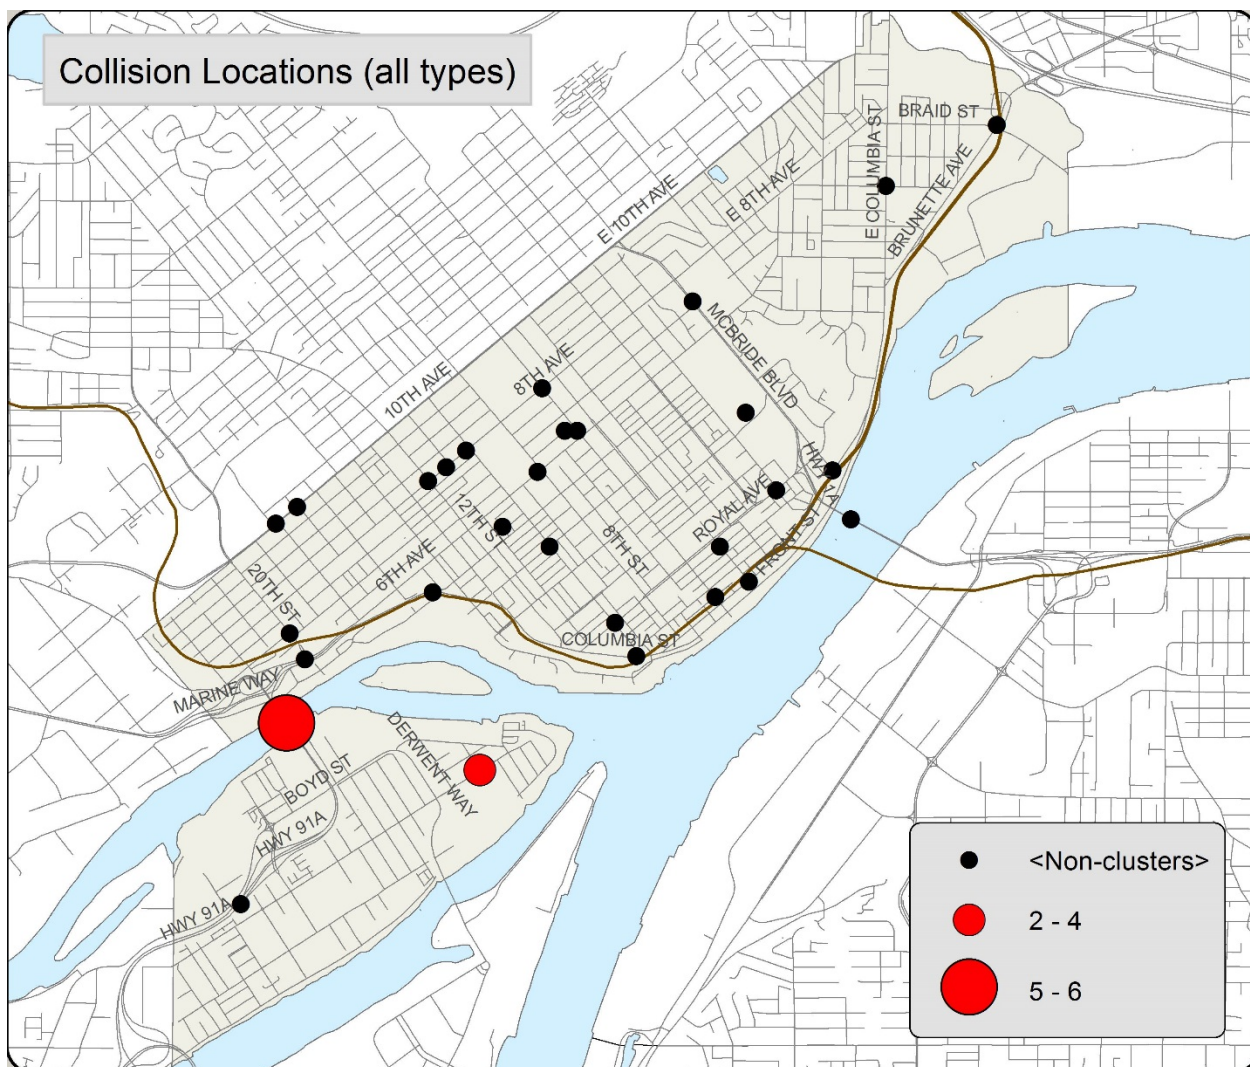 Collision Locations (all types)
BRAID ST
E COLUMBIA ST
BRUNETTE AVE
E 10TH AVE
E 8TH AVE
MCBRIDE BLVD
8TH AVE
10TH AVE
HWY 1A
ROYAL AVE
12TH ST
8TH ST
FRONT ST
6TH AVE
20TH ST
COLUMBIA ST
MARINE WAY
DERWENT WAY
BOYD ST
HWY 91A
HWY 91A
<Non-clusters>
2 - 4
5 - 6